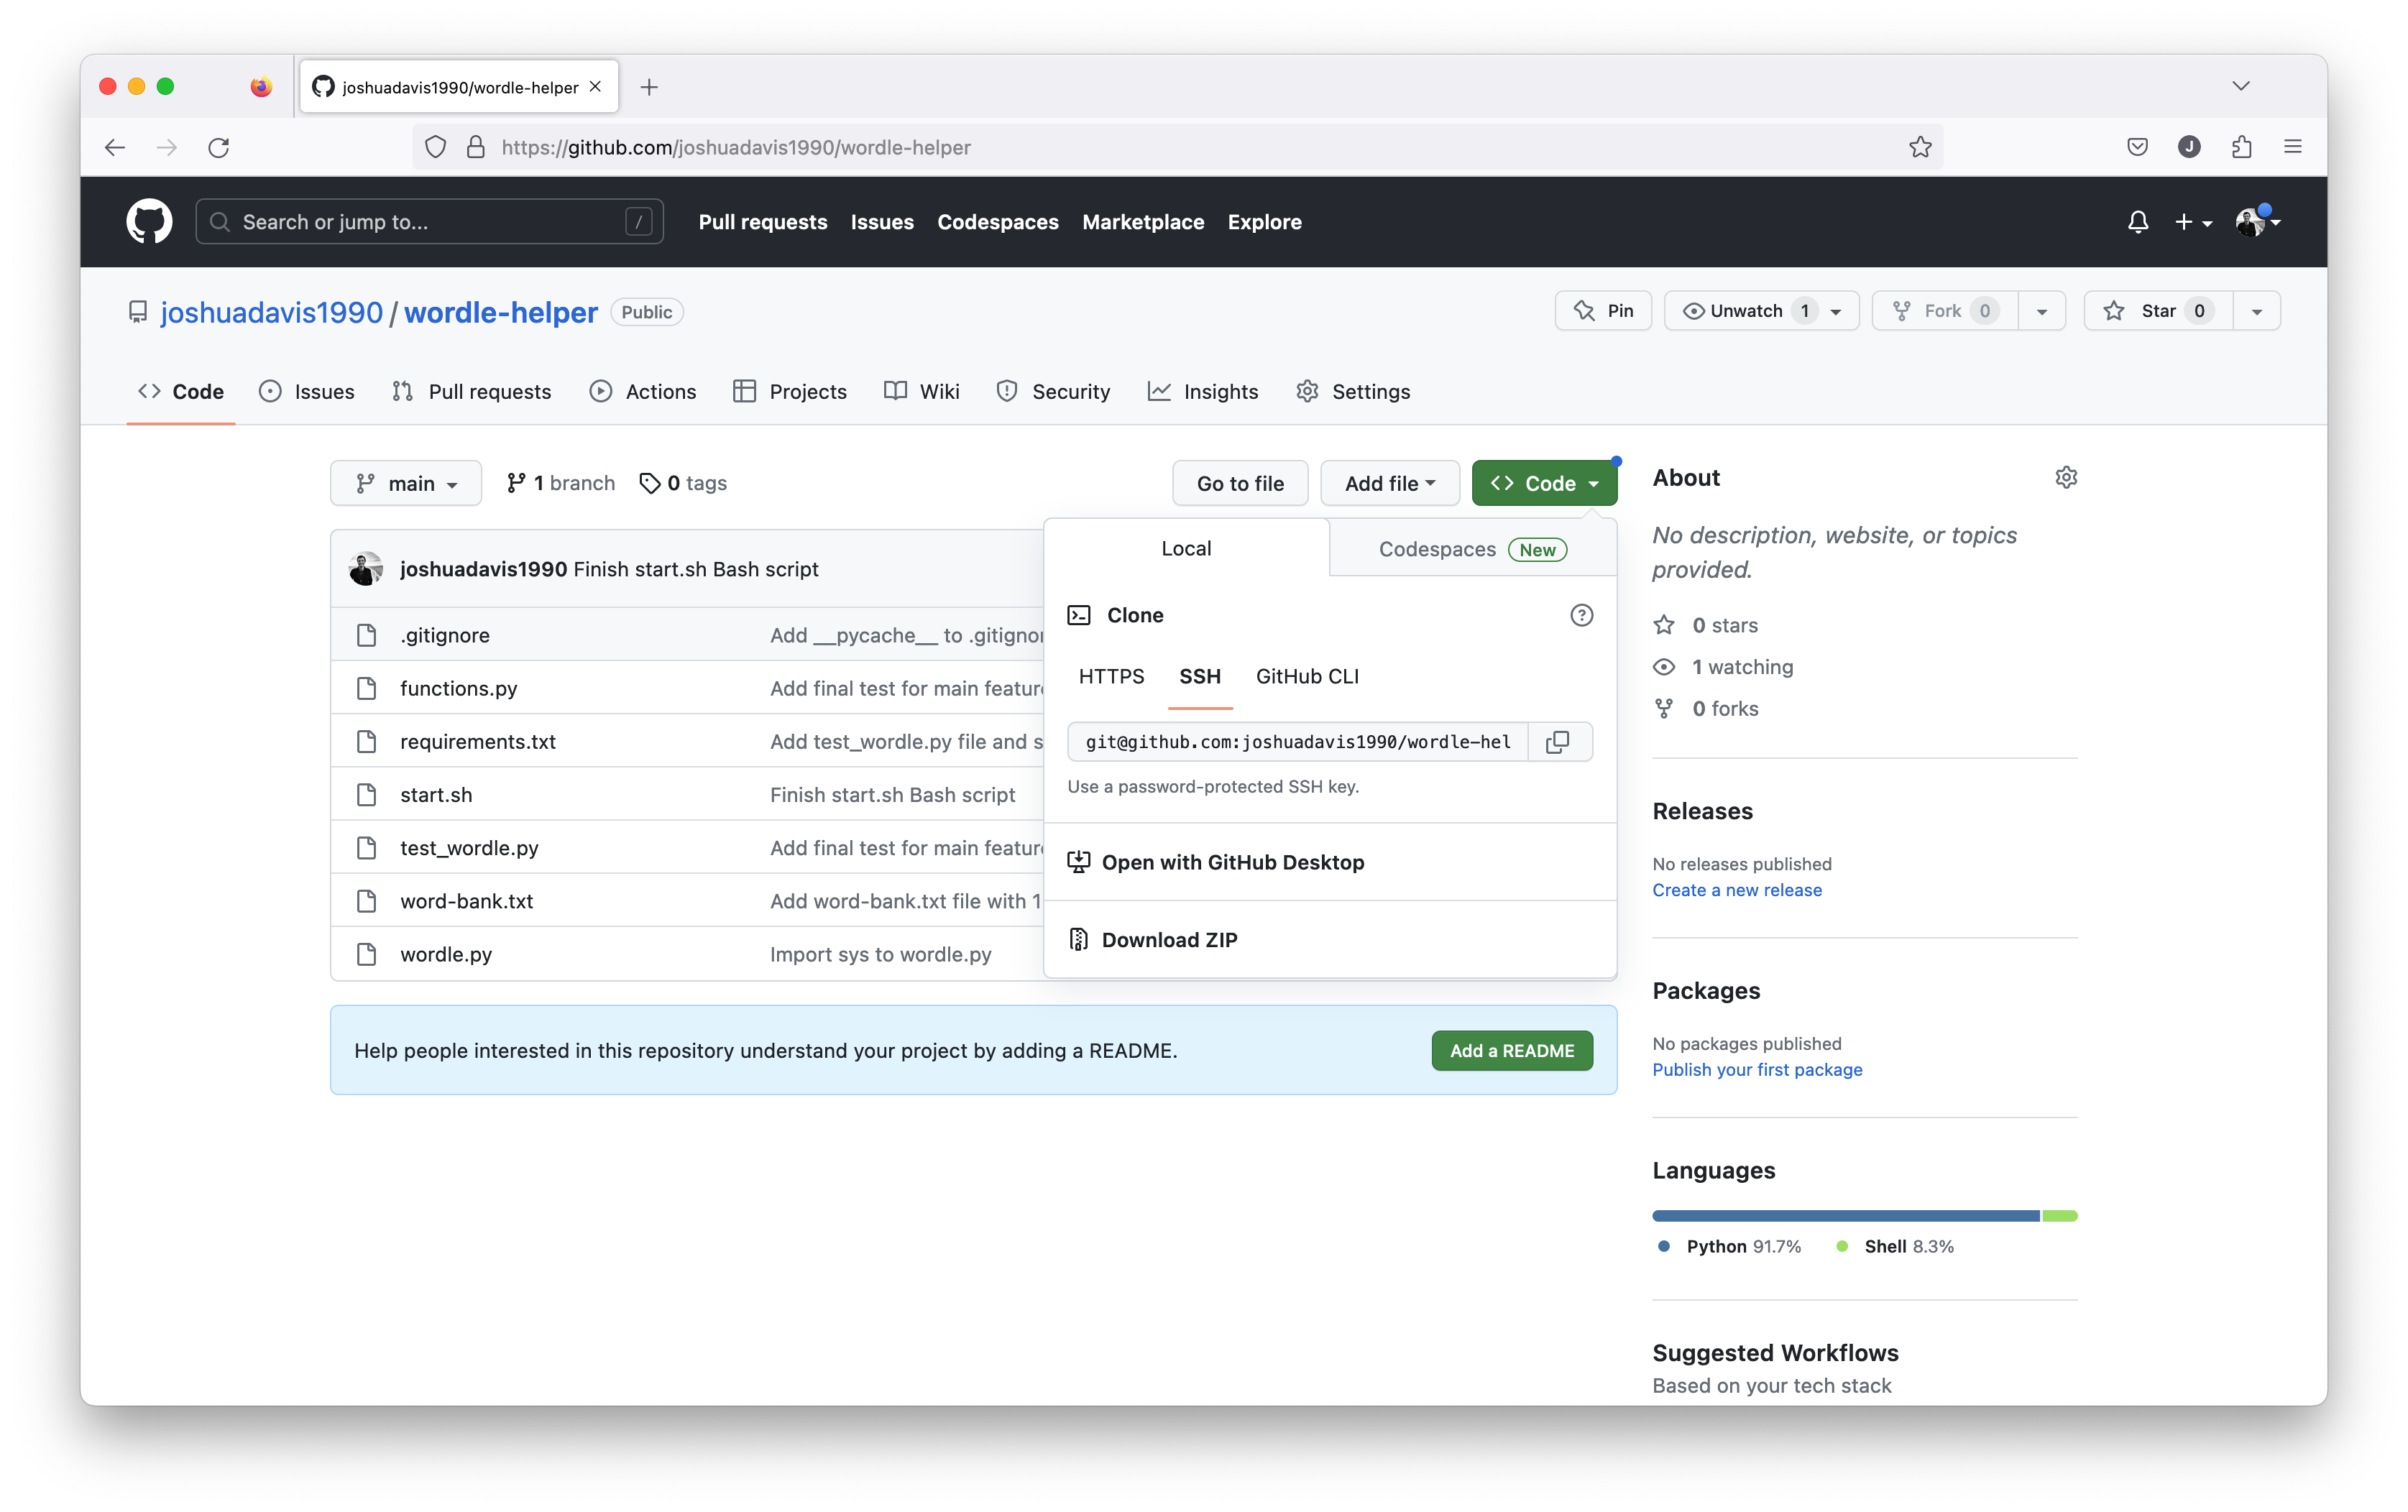 joshuadavis1990/wordle-helper
https://github.com/joshuadavis1990/wordle-helper
J
Search or jump to... /
Pull requests Issues Codespaces Marketplace Explore
joshuadavis1990 / wordle-helper Public
Pin Unwatch 1 Fork 0 Star 0
Code Issues Pull requests Actions Projects Wiki Security Insights Settings
main 1 branch 0 tags Go to file Add file Code
joshuadavis1990 Finish start.sh Bash script
.gitignore Add __pycache__ to .gitignor
functions.py Add final test for main featur
requirements.txt Add test_wordle.py file and s
start.sh Finish start.sh Bash script
test_wordle.py Add final test for main featur
word-bank.txt Add word-bank.txt file with 1
wordle.py Import sys to wordle.py
Local Codespaces New
Clone
HTTPS SSH GitHub CLI
git@github.com:joshuadavis1990/wordle-hel
Use a password-protected SSH key.
Open with GitHub Desktop
Download ZIP
Help people interested in this repository understand your project by adding a README. Add a README
About
No description, website, or topics
provided.
0 stars
1 watching
0 forks
Releases
No releases published
Create a new release
Packages
No packages published
Publish your first package
Languages
Python 91.7% Shell 8.3%
Suggested Workflows
Based on your tech stack